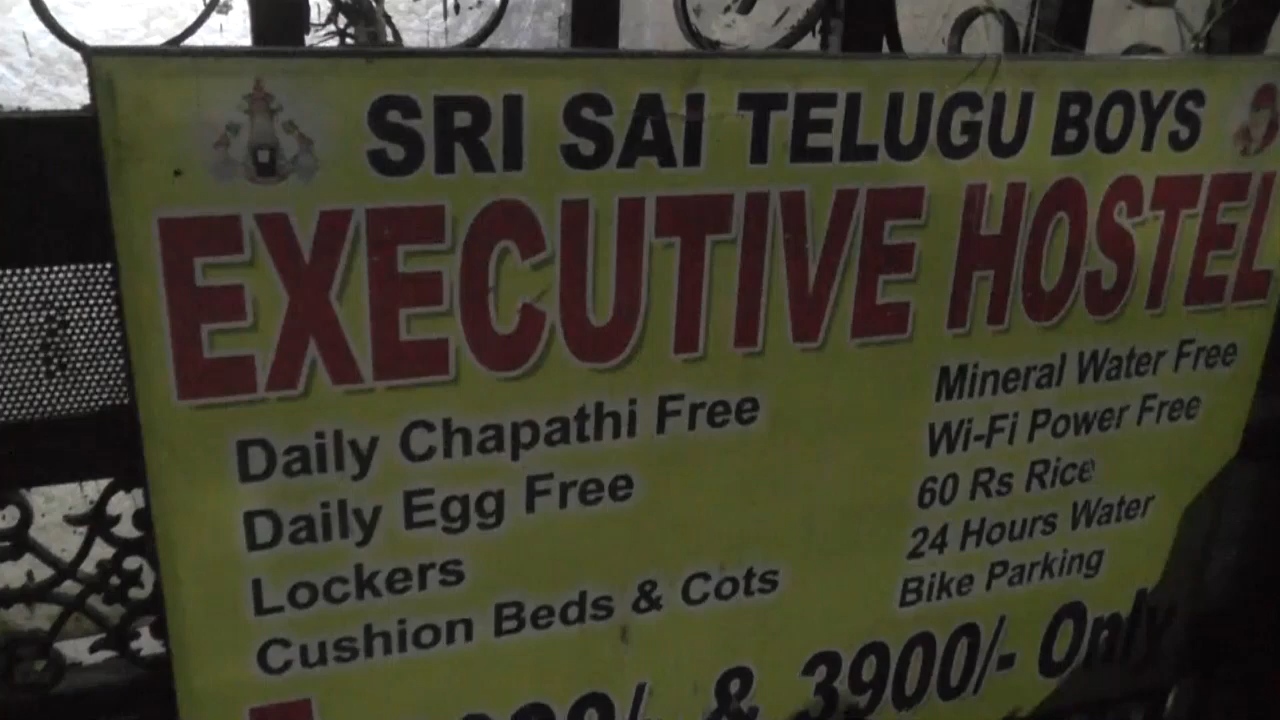 SRI SAI TELUGU BOYS
EXECUTIVE HOSTEL
Daily Chapathi Free
Daily Egg Free
Lockers
Cushion Beds & Cots
Mineral Water Free
Wi-Fi Power Free
60 Rs Rice
24 Hours Water
Bike Parking
& 3900/- Only